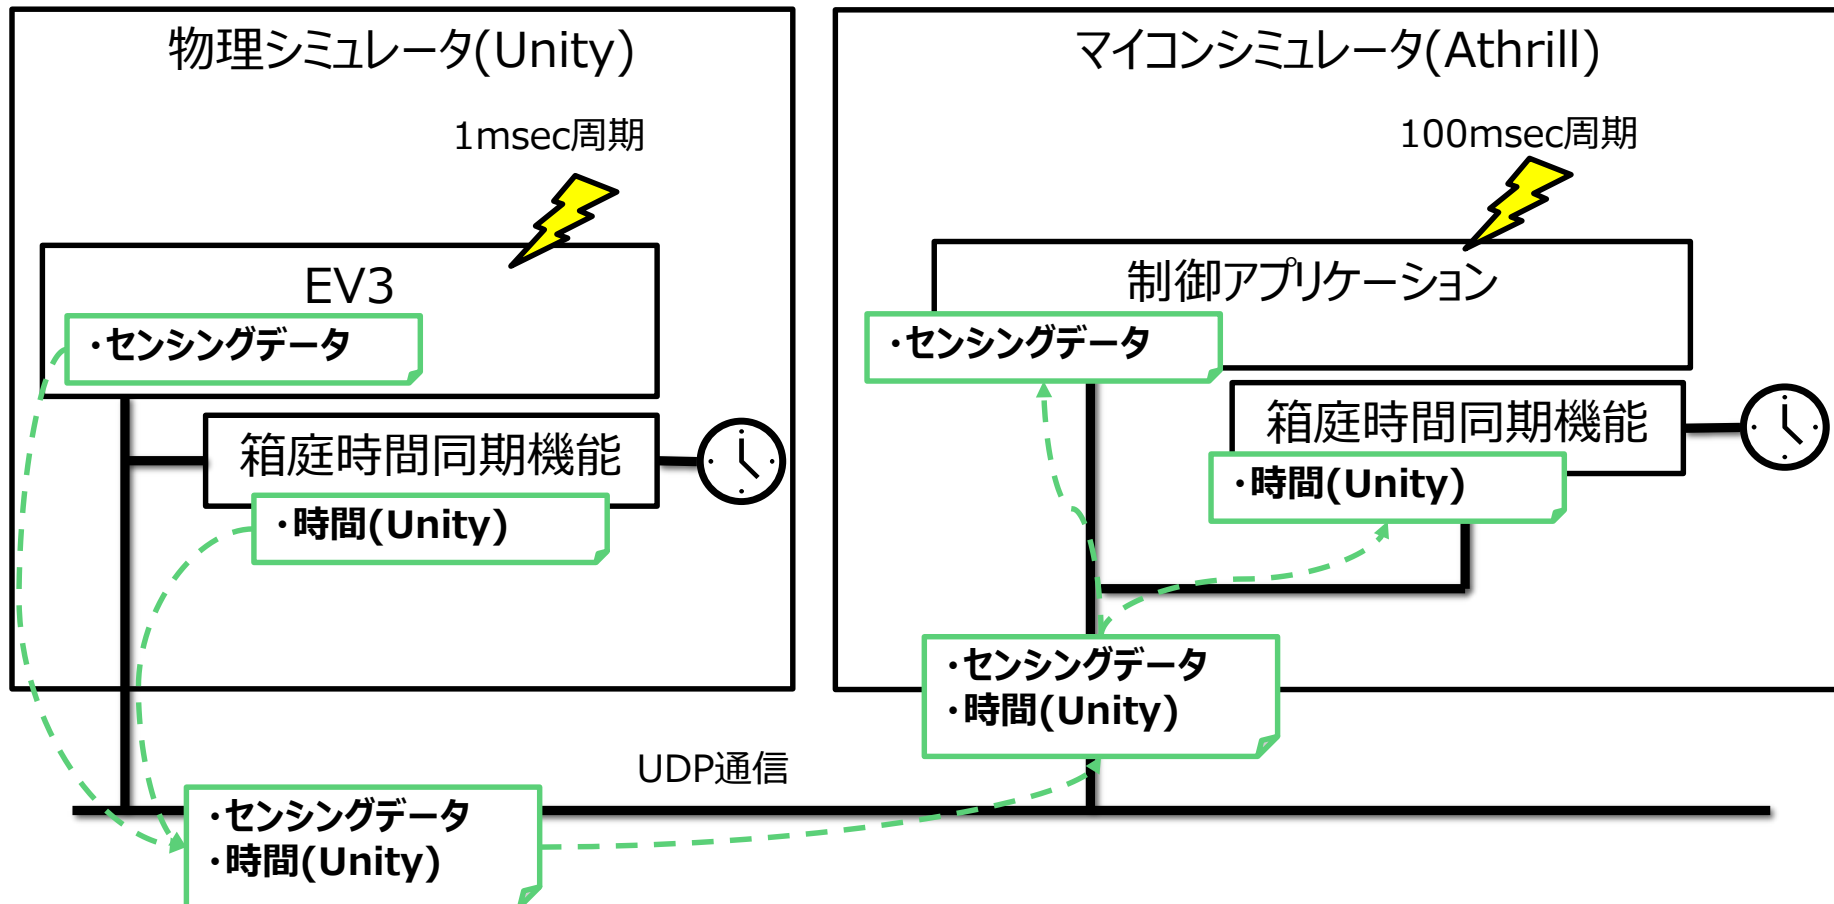 物理シミュレータ(Unity)
1msec周期
EV3
・センシングデータ
箱庭時間同期機能
・時間(Unity)
マイコンシミュレータ(Athrill)
100msec周期
制御アプリケーション
・センシングデータ
箱庭時間同期機能
・時間(Unity)
・センシングデータ
・時間(Unity)
UDP通信
・センシングデータ
・時間(Unity)